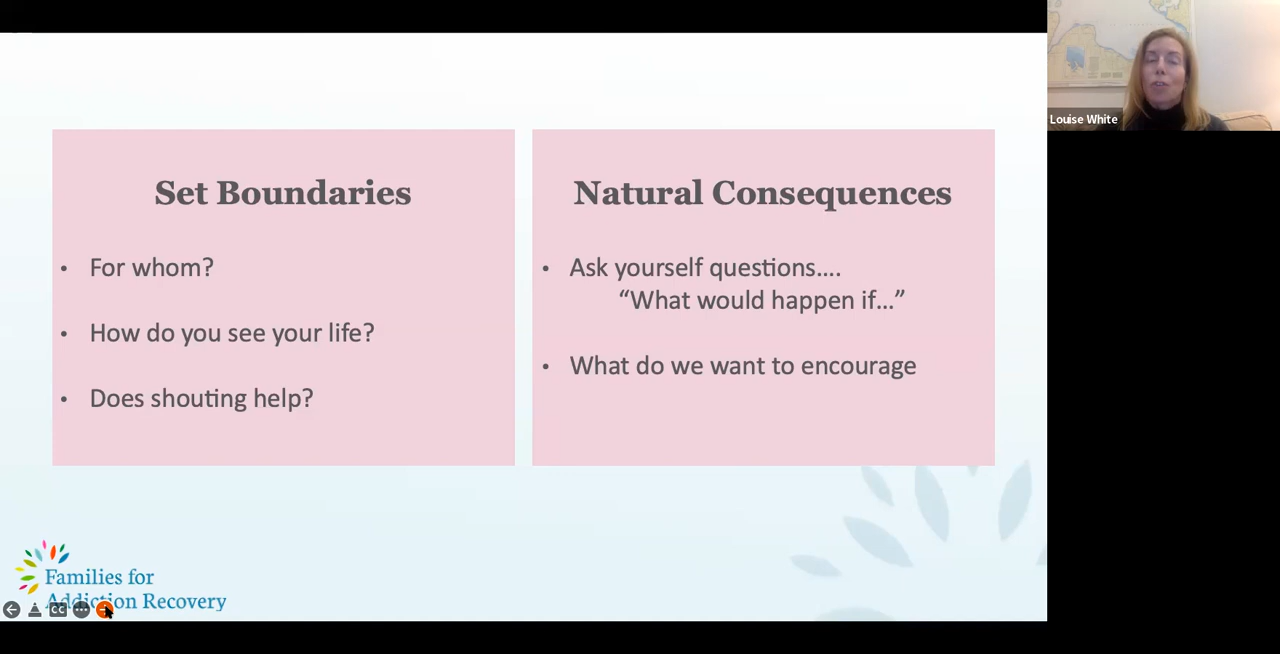 Set Boundaries
• For whom?
• How do you see your life?
• Does shouting help?
Natural Consequences
• Ask yourself questions....
“What would happen if...”
• What do we want to encourage
Families for
Addiction Recovery
CC
Louise White